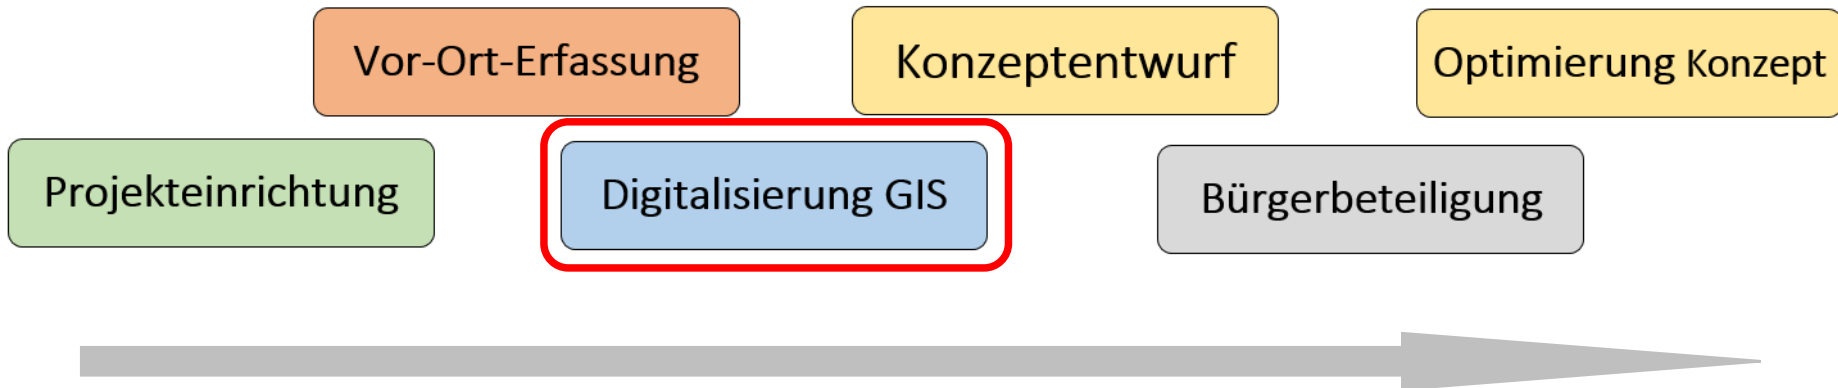 Vor-Ort-Erfassung
Konzeptentwurf
Optimierung Konzept
Projekteinrichtung
Digitalisierung GIS
Bürgerbeteiligung